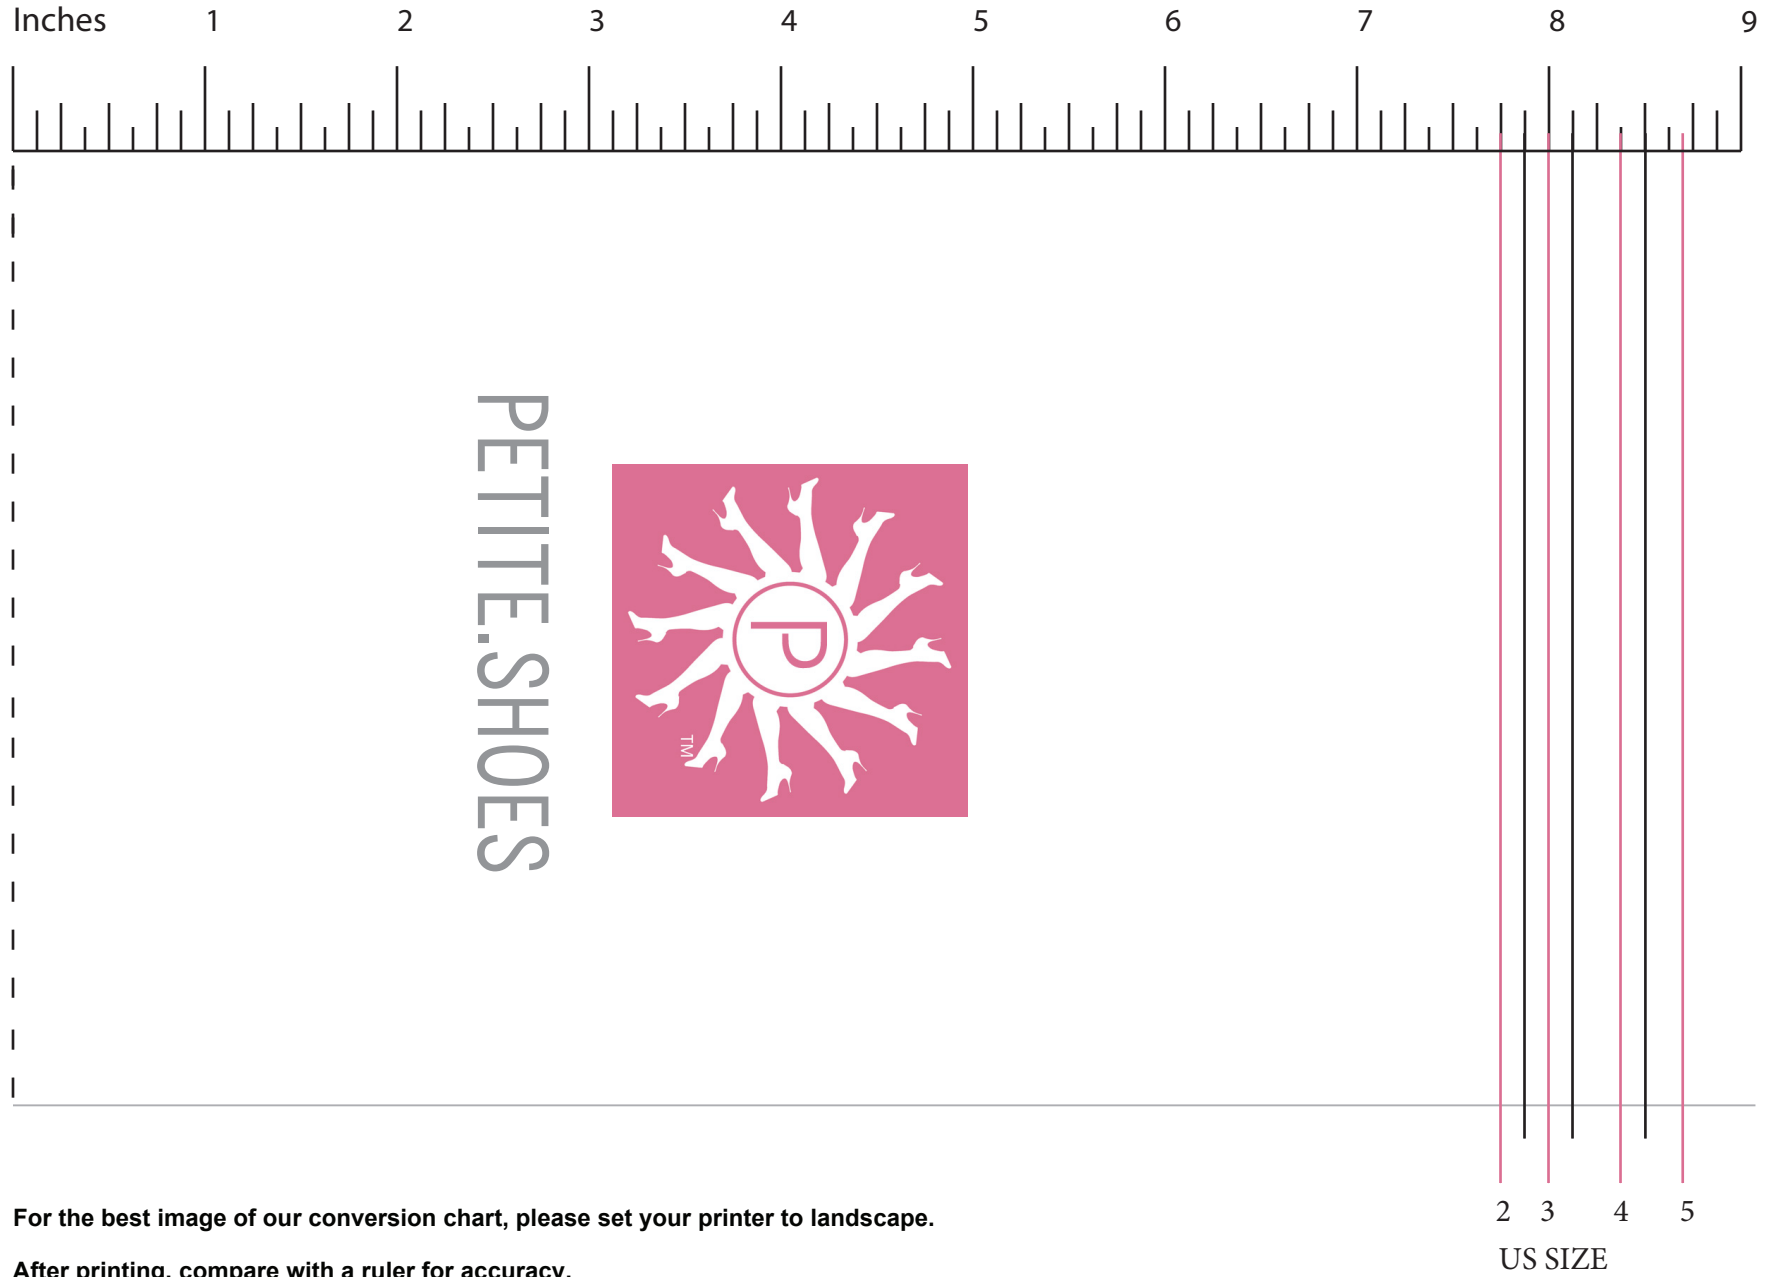 Inches 1 2 3 4 5 6 7 8 9
PETITE.SHOES
P
TM
2 3 4 5
US SIZE
For the best image of our conversion chart, please set your printer to landscape.
After printing, compare with a ruler for accuracy.